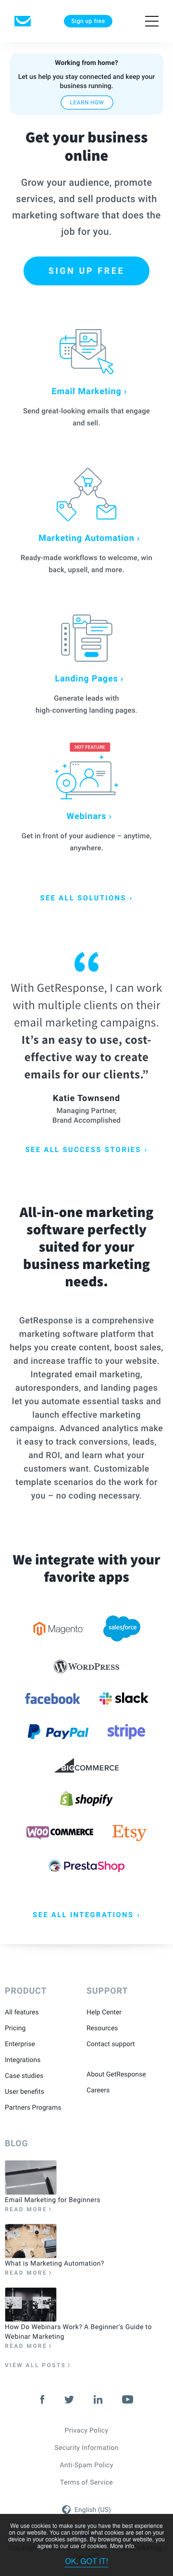 Sign up free
Working from home?
Let us help you stay connected and keep your
business running.
LEARN HOW
Get your business
online
Grow your audience, promote
services, and sell products with
marketing software that does the
job for you.
SIGN UP FREE
Email Marketing ›
Send great-looking emails that engage
and sell.
Marketing Automation ›
Ready-made workflows to welcome, win
back, upsell, and more.
Landing Pages ›
Generate leads with
high-converting landing pages.
HOT FEATURE
Webinars ›
Get in front of your audience – anytime,
anywhere.
SEE ALL SOLUTIONS ›
“
With GetResponse, I can work
with multiple clients on their
email marketing campaigns.
It’s an easy to use, cost-
effective way to create
emails for our clients.”
Katie Townsend
Managing Partner,
Brand Accomplished
SEE ALL SUCCESS STORIES ›
All-in-one marketing
software perfectly
suited for your
business marketing
needs.
GetResponse is a comprehensive
marketing software platform that
helps you create content, boost sales,
and increase traffic to your website.
Integrated email marketing,
autoresponders, and landing pages
let you automate essential tasks and
launch effective marketing
campaigns. Advanced analytics make
it easy to track conversions, leads,
and ROI, and learn what your
customers want. Customizable
template scenarios do the work for
you – no coding necessary.
We integrate with your
favorite apps
Magento
salesforce
WORDPRESS
facebook
slack
PayPal
stripe
BIGCOMMERCE
shopify
WOO COMMERCE
Etsy
PrestaShop
SEE ALL INTEGRATIONS ›
PRODUCT
All features
Pricing
Enterprise
Integrations
Case studies
User benefits
Partners Programs
SUPPORT
Help Center
Resources
Contact support
About GetResponse
Careers
BLOG
Email Marketing for Beginners
READ MORE ›
What is Marketing Automation?
READ MORE ›
How Do Webinars Work? A Beginner’s Guide to
Webinar Marketing
READ MORE ›
VIEW ALL POSTS ›
Privacy Policy
Security Information
Anti-Spam Policy
Terms of Service
English (US)
We use cookies to make sure you have the best experience
on our website. You can control what cookies are set on your
device in your cookies settings. By browsing our website, you
agree to our use of cookies. More info.
OK, GOT IT!